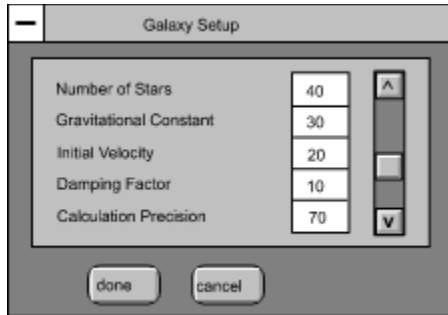 Galaxy Setup
Number of Stars 40
Gravitational Constant 30
Initial Velocity 20
Damping Factor 10
Calculation Precision 70
done cancel